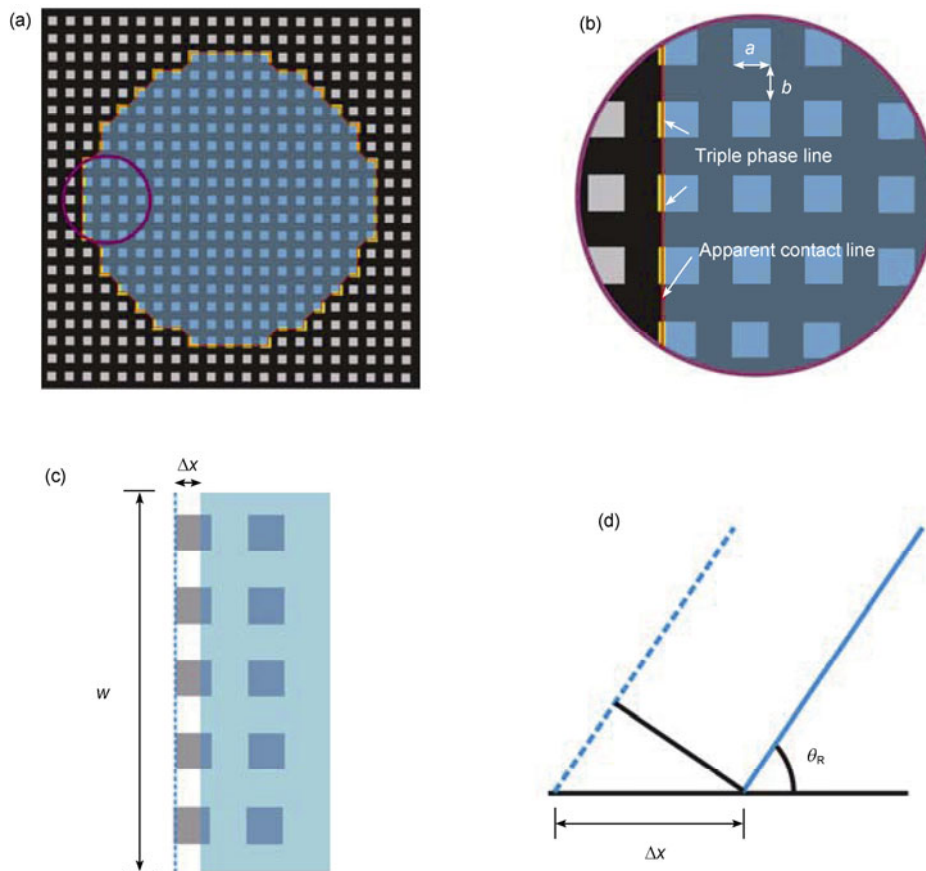 (a)
(b)
a
b
Triple phase line
Apparent contact line
(c)
Δx
w
(d)
θR
Δx